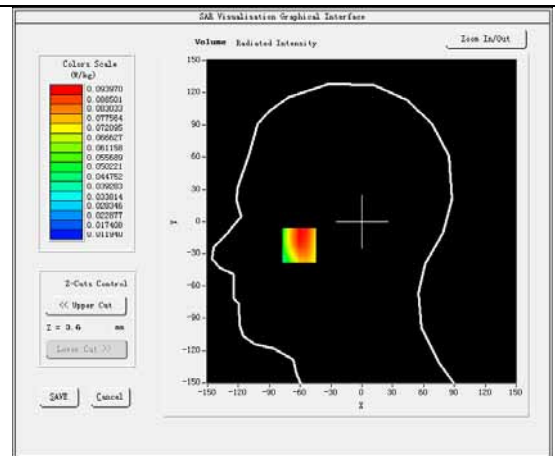 SAR Visualisation Graphical Interface
Volume Radiated Intensity
Zoom In/Out
Colors Scale
(W/kg)
0.093970
0.088501
0.083033
0.077564
0.072095
0.066627
0.061158
0.055689
0.050221
0.044752
0.039283
0.033814
0.028346
0.022877
0.017408
0.011940
Z-Cuts Control
<< Upper Cut
Z = 3.6 mm
Lower Cut >>
SAVE Cancel
150
120
90
60
30
0
-30
-60
-90
-120
-150
Y
-150 -120 -90 -60 -30 0 30 60 90 120 150
X